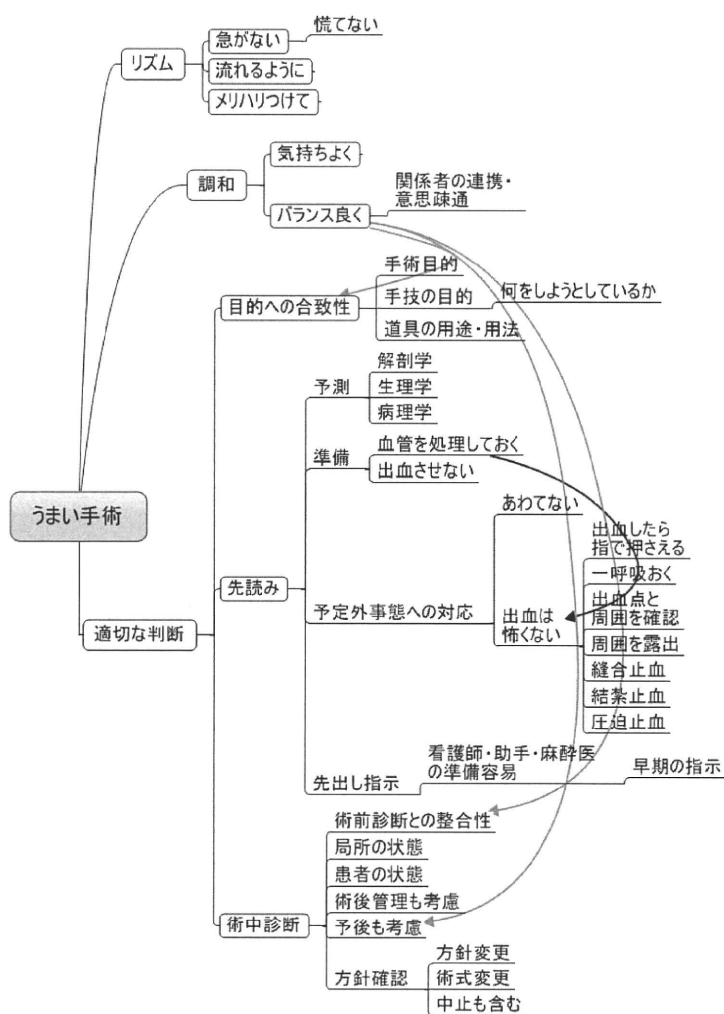 慌てない
急がない
リズム
流れるように
メリハリつけて
気持ちよく
調和
関係者の連携・
意思疎通
バランス良く
手術目的
目的への合致性
手技の目的
何をしようとしているか
道具の用途・用法
解剖学
予測
生理学
病理学
血管を処理しておく
準備
出血させない
うまい手術
あわてない
出血したら
指で押さえる
一呼吸おく
先読み
出血点と
周囲を確認
予定外事態への対応
出血は
怖くない
適切な判断
周囲を露出
縫合止血
結紮止血
圧迫止血
看護師・助手・麻酔医
の準備容易
早期の指示
先出し指示
術前診断との整合性
局所の状態
患者の状態
術後管理も考慮
術中診断
予後も考慮
方針変更
方針確認
術式変更
中止も含む